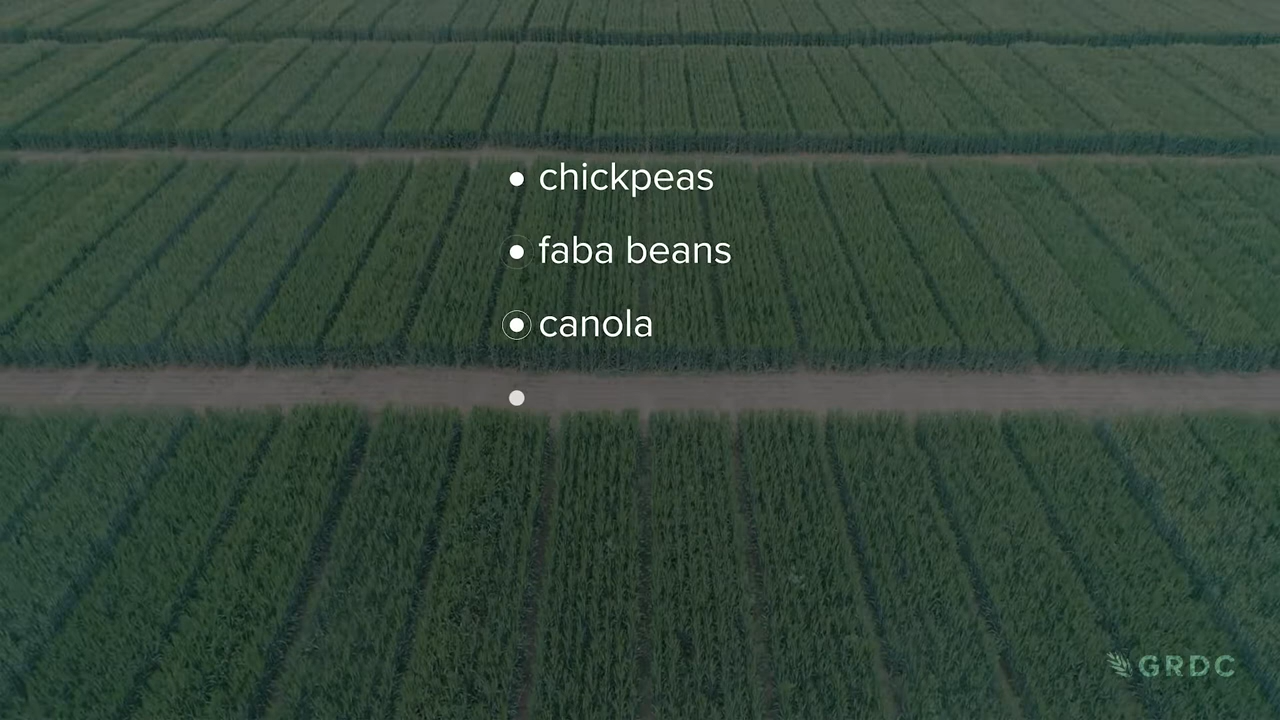 • chickpeas
• faba beans
• canola
•
GRDC